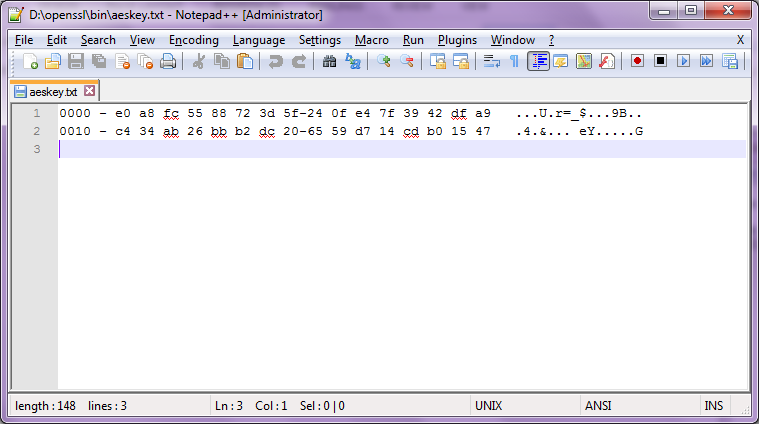 D:\openssl\bin\aeskey.txt - Notepad++ [Administrator]
File Edit Search View Encoding Language Settings Macro Run Plugins Window ? X
aeskey.txt
1 0000 - e0 a8 fc 55 88 72 3d 5f-24 0f e4 7f 39 42 df a9   ...U.r=_$...9B..
2 0010 - c4 34 ab 26 bb b2 dc 20-65 59 d7 14 cd b0 15 47   .4.&... eY.....G
3
length : 148 lines : 3 Ln : 3 Col : 1 Sel : 0 | 0 UNIX ANSI INS